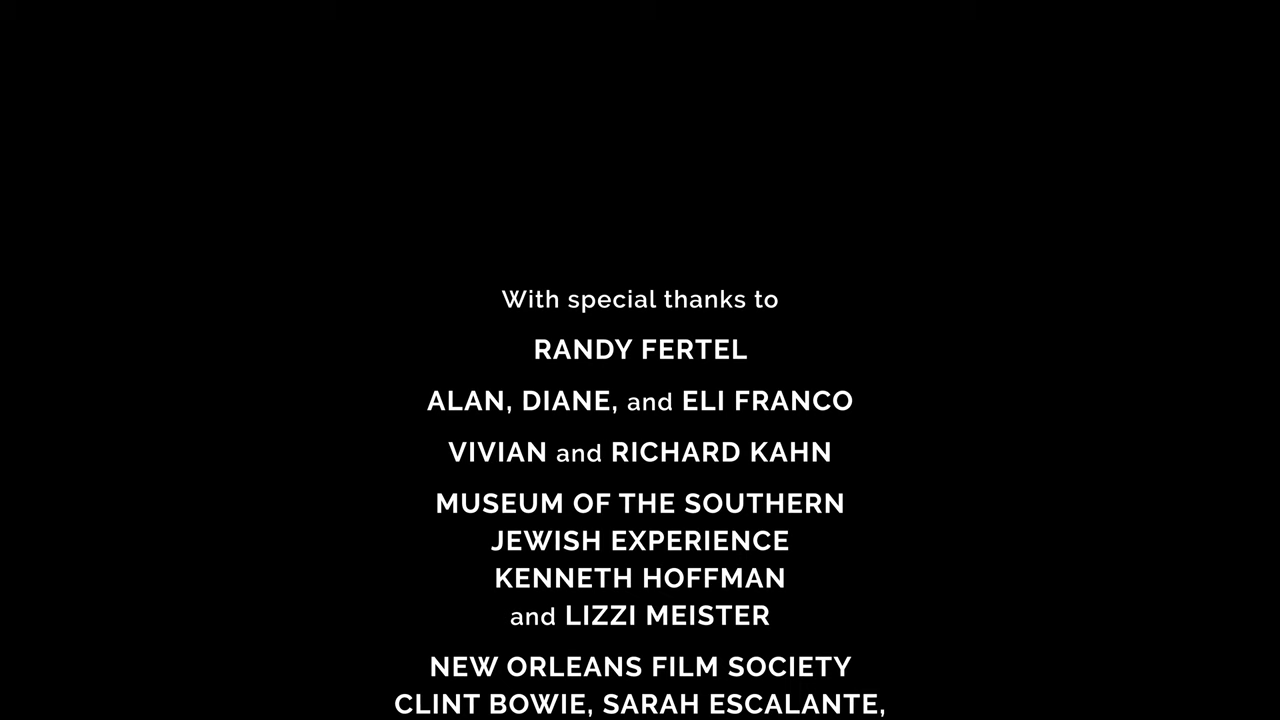 With special thanks to
RANDY FERTEL
ALAN, DIANE, and ELI FRANCO
VIVIAN and RICHARD KAHN
MUSEUM OF THE SOUTHERN
JEWISH EXPERIENCE
KENNETH HOFFMAN
and LIZZI MEISTER
NEW ORLEANS FILM SOCIETY
CLINT BOWIE, SARAH ESCALANTE,